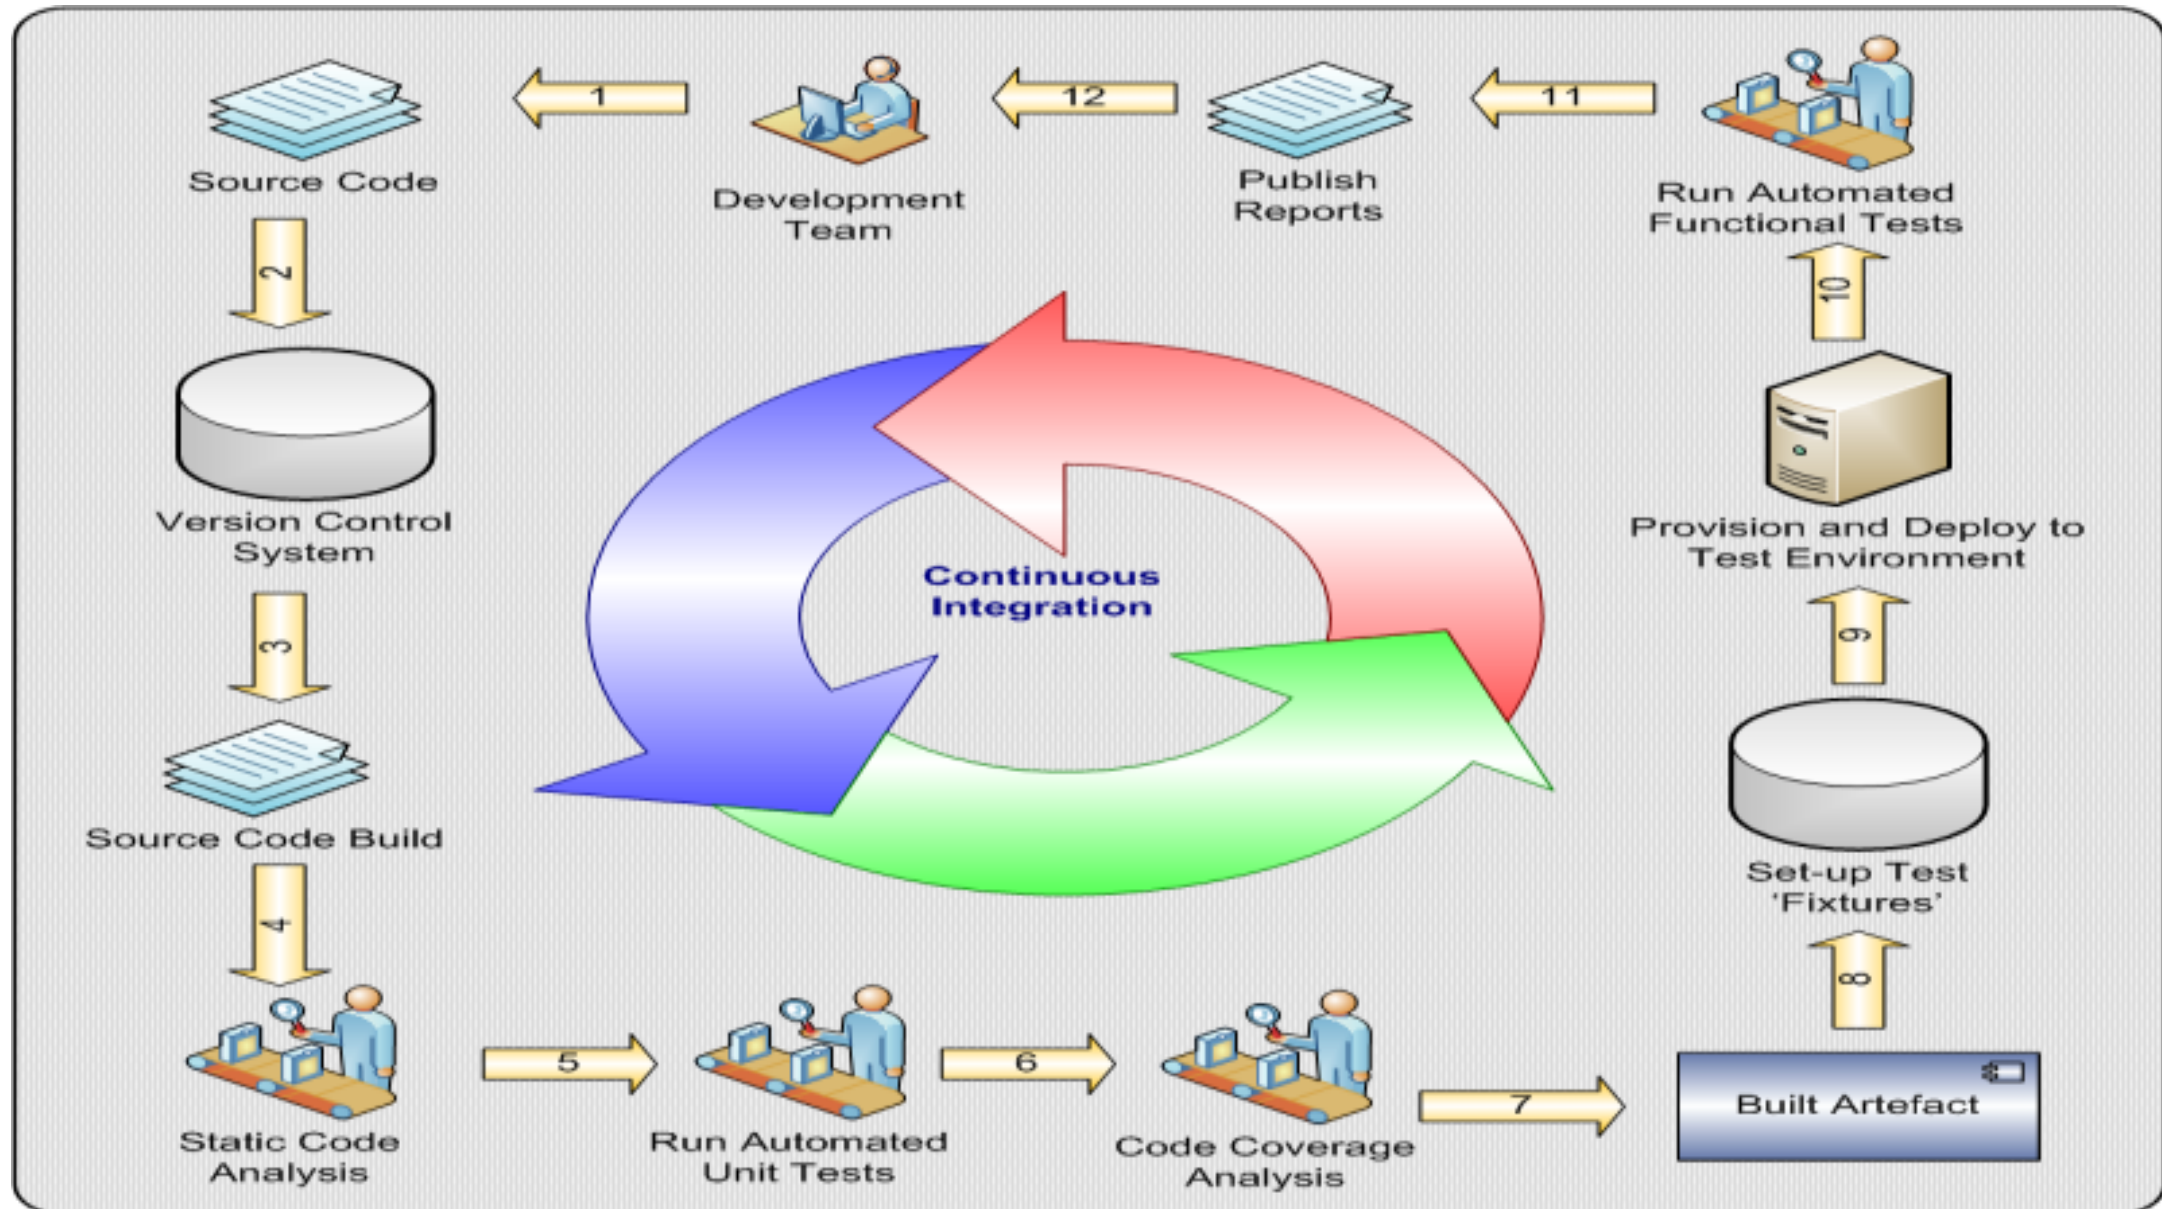 Source Code
1
Development
Team
12
Publish
Reports
11
Run Automated
Functional Tests
2
10
Version Control
System
Provision and Deploy to
Test Environment
Continuous
Integration
3
9
Source Code Build
Set-up Test
‘Fixtures’
4
8
5
6
7
Built Artefact
Static Code
Analysis
Run Automated
Unit Tests
Code Coverage
Analysis